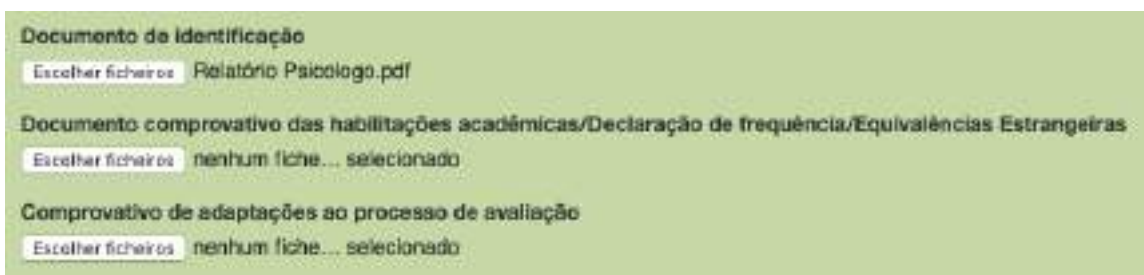 Documento de identificação
Escolher ficheiros Relatório Psicologo.pdf
Documento comprovativo das habilitações académicas/Declaração de frequência/Equivalências Estrangeiras
Escolher ficheiros nenhum fiche... selecionado
Comprovativo de adaptações ao processo de avaliação
Escolher ficheiros nenhum fiche... selecionado